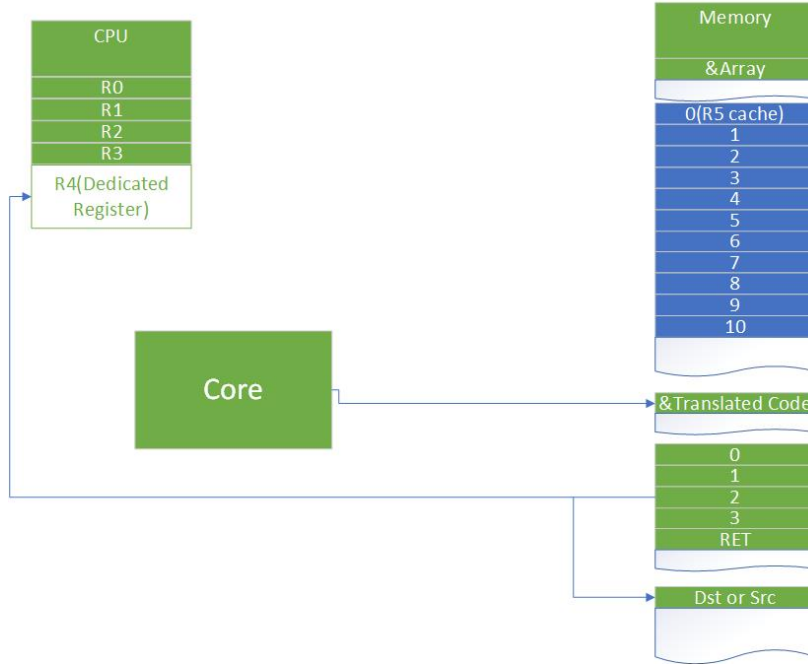 CPU
R0
R1
R2
R3
R4(Dedicated
Register)
Core
Memory
&Array
0(R5 cache)
1
2
3
4
5
6
7
8
9
10
&Translated Code
0
1
2
3
RET
Dst or Src